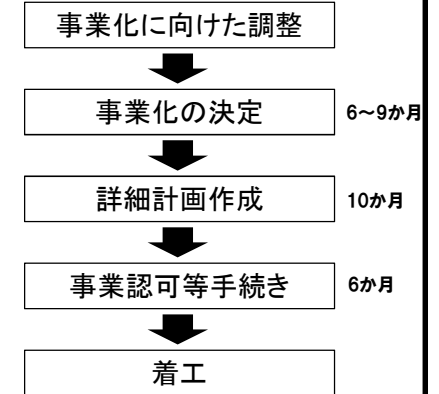 事業化に向けた調整
事業化の決定
6～9か月
詳細計画作成
10か月
事業認可等手続き
6か月
着工